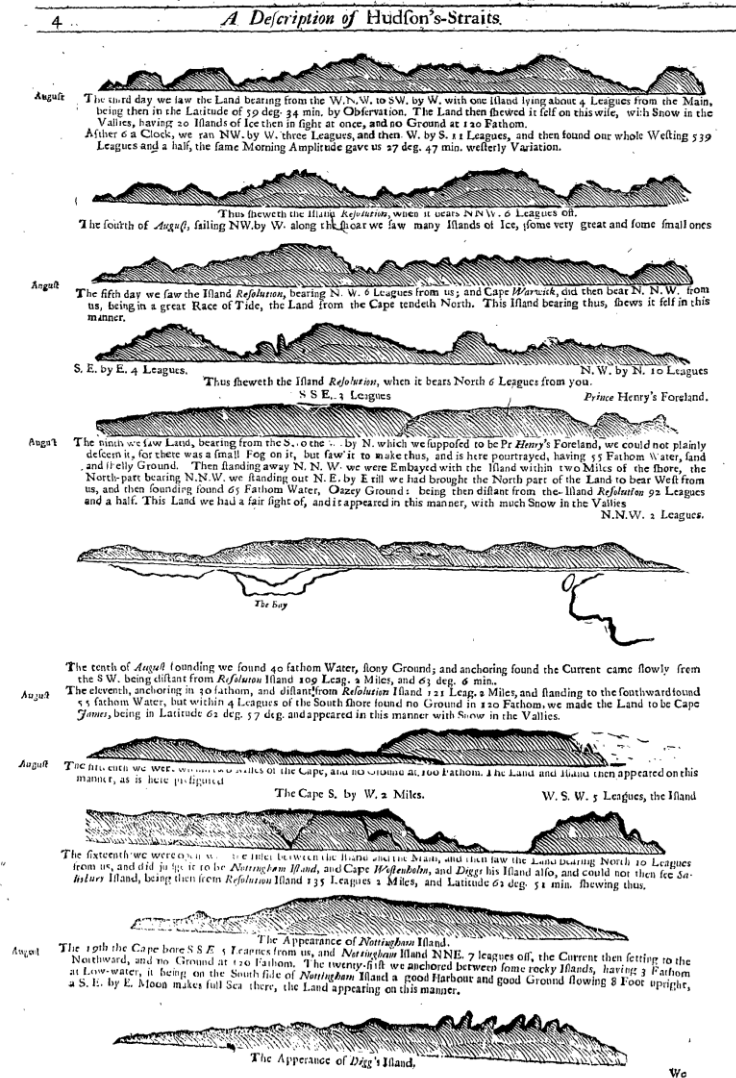 4
A Deſcription of Hudſon's-Straits.
Auguſt
The third day we ſaw the Land bearing from the W.N.W. to SW. by W. with one Iſland lying about 4 Leagues from the Main,
being then in the Latitude of 59 deg. 34 min. by Obſervation. The Land then ſhewed it ſelf on this wiſe, with Snow in the
Vallies, having 20 Iſlands of Ice then in ſight at once, and no Ground at 120 Fathom.
Aſther 6 a Clock, we ran NW. by W. three Leagues, and then W. by S. 11 Leagues, and then found our whole Weſting 539
Leagues and a half, the ſame Morning Amplitude gave us 27 deg. 47 min. weſterly Variation.
Thus ſheweth the Iſland Reſolution, when it bears NNW. 6 Leagues off.
The fourth of Auguſt, ſailing NW.by W. along the ſhoar we ſaw many Iſlands of Ice, ſome very great and ſome ſmall ones
Auguſt
The fifth day we ſaw the Iſland Reſolution, bearing N. W. 6 Leagues from us; and Cape Warwick, did then bear N. N.W. from
us, being in a great Race of Tide, the Land from the Cape tendeth North. This Iſland bearing thus, ſhews it ſelf in this
manner.
S. E. by E. 4 Leagues.
N. W. by N. 10 Leagues
Thus ſheweth the Iſland Reſolution, when it bears North 6 Leagues from you.
S S E. 3 Leagues
Prince Henry's Foreland.
Auguſt
The ninth we ſaw Land, bearing from the S. to the by N. which we ſuppoſed to be Pr Henry's Foreland, we could not plainly
deſcern it, for there was a ſmall Fog on it, but ſaw it to make thus, and is here pourtrayed, having 55 Fathom Water, ſand
and ſhelly Ground. Then ſtanding away N. N. W. we were Embayed with the Iſland within two Miles of the ſhore, the
North-part bearing N.N.W. we ſtanding out N. E. by E till we had brought the North part of the Land to bear Weſt from
us, and then ſounding found 65 Fathom Water, Oazey Ground: being then diſtant from the Iſland Reſolution 92 Leagues
and a half. This Land we had a fair ſight of, and it appeared in this manner, with much Snow in the Vallies
N.N.W. 2 Leagues.
The Bay
The tenth of Auguſt ſounding we found 40 fathom Water, ſtony Ground; and anchoring found the Current came ſlowly from
the S W. being diſtant from Reſoluton Iſland 109 Leag. 2 Miles, and 63 deg. 6 min.
Auguſt
The eleventh, anchoring in 30 fathom, and diſtant from Reſolution Iſland 121 Leag. 2 Miles, and ſtanding to the ſouthward found
55 fathom Water, but within 4 Leagues of the South ſhore found no Ground in 120 Fathom, we made the Land to be Cape
James, being in Latitude 62 deg. 57 deg. and appeared in this manner with Snow in the Vallies.
Auguſt
The we were Miles of the Cape, and no Ground at 100 Fathom. The Land and Iſland then appeared on this
manner, as is here prefigured
The Cape S. by W. 2 Miles.
W. S. W. 5 Leagues, the Iſland
The ſixteenth we were the Inlet between the Iſland and the Main, and then ſaw the Land bearing North 10 Leagues
from us, and did judge it to be Nottingham Iſland, and Cape Wolſtenholm, and Diggs his Iſland alſo, and could not then ſee Sa-
lisbury Iſland, being then from Reſolution Iſland 135 Leagues 2 Miles, and Latitude 62 deg. 51 min. ſhewing thus.
The Appearance of Nottingham Iſland.
Auguſt
The 19th the Cape bore S S E 5 Leagues from us, and Nottingham Iſland NNE. 7 leagues off, the Current then ſetting to the
Northward, and no Ground at 120 Fathom. The twenty-firſt we anchored between ſome rocky Iſlands, having 3 Fathom
at Low-water, it being on the South ſide of Nottingham Iſland a good Harbour and good Ground flowing 8 Foot upright,
a S. E. by E. Moon makes full Sea there, the Land appearing on this manner.
The Apperance of Digg's Iſland.
We